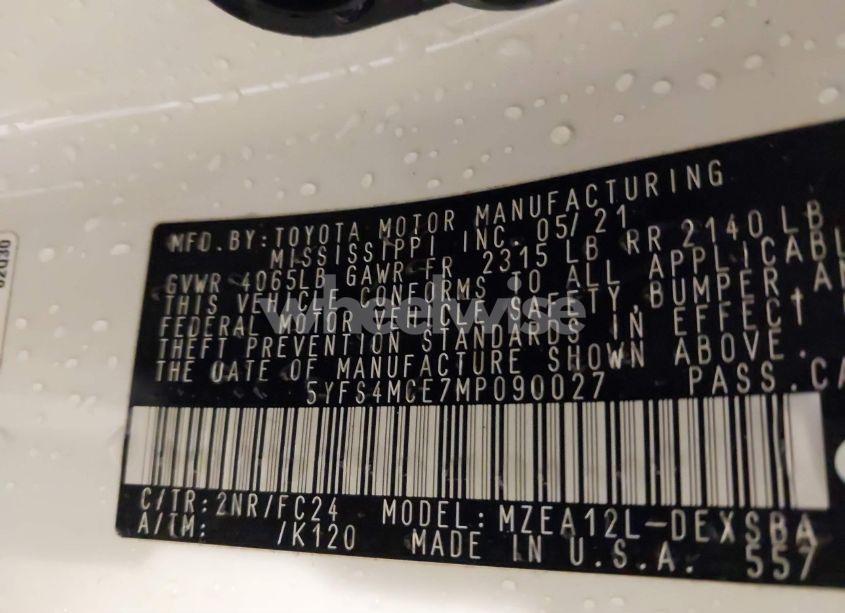 MFD. BY: TOYOTA MOTOR MANUFACTURING
MISSISSIPPI INC. 05/21
GVWR 4065LB GAWR FR 2315 LB RR 2140 LB
THIS VEHICLE CONFORMS TO ALL APPLICABL
FEDERAL MOTOR VEHICLE SAFETY, BUMPER, AN
THEFT PREVENTION STANDARDS IN EFFECT
THE DATE OF MANUFACTURE SHOWN ABOVE.
5YFS4MCE7MP090027 PASS.CA
C/TR: 2NR/FC24 MODEL: MZEA12L-DEXSBA
A/TM: /K120 MADE IN U.S.A. 557
wheelwise
02030